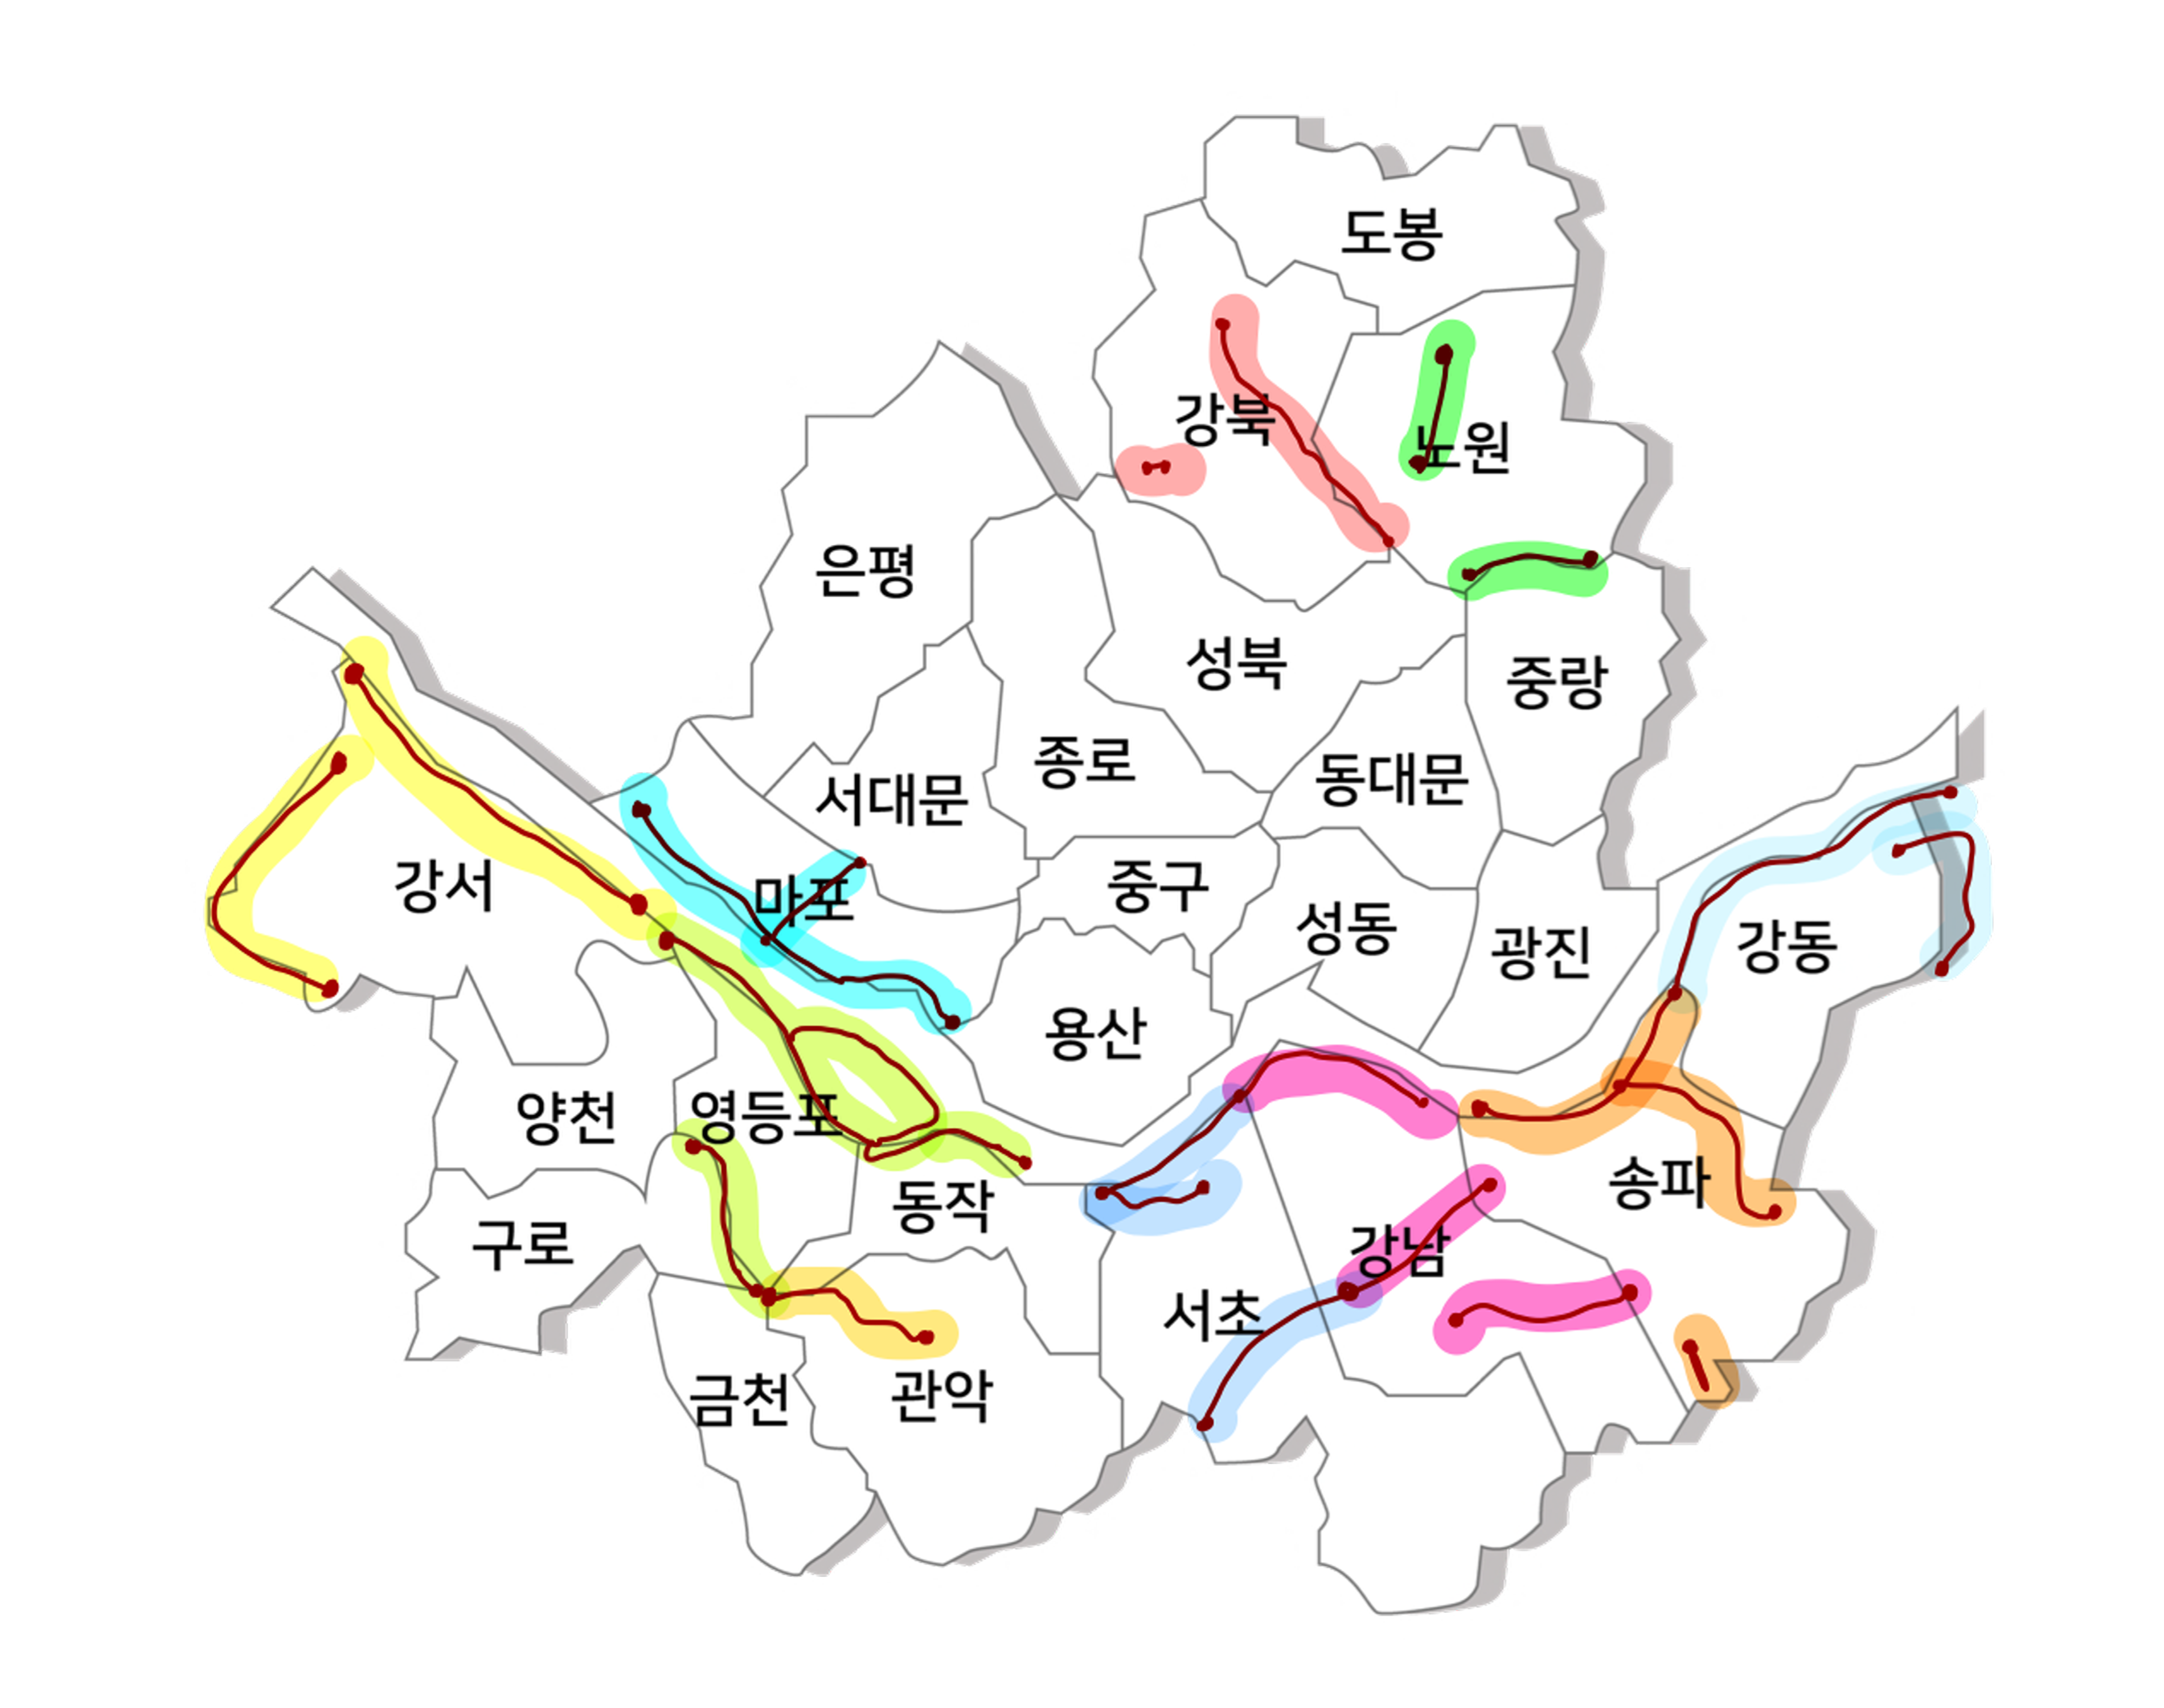 도봉
강북
노원
은평
성북
중랑
종로
서대문
동대문
중구
강서
마포
성동
광진
강동
용산
양천
영등포
송파
동작
구로
강남
서초
금천
관악